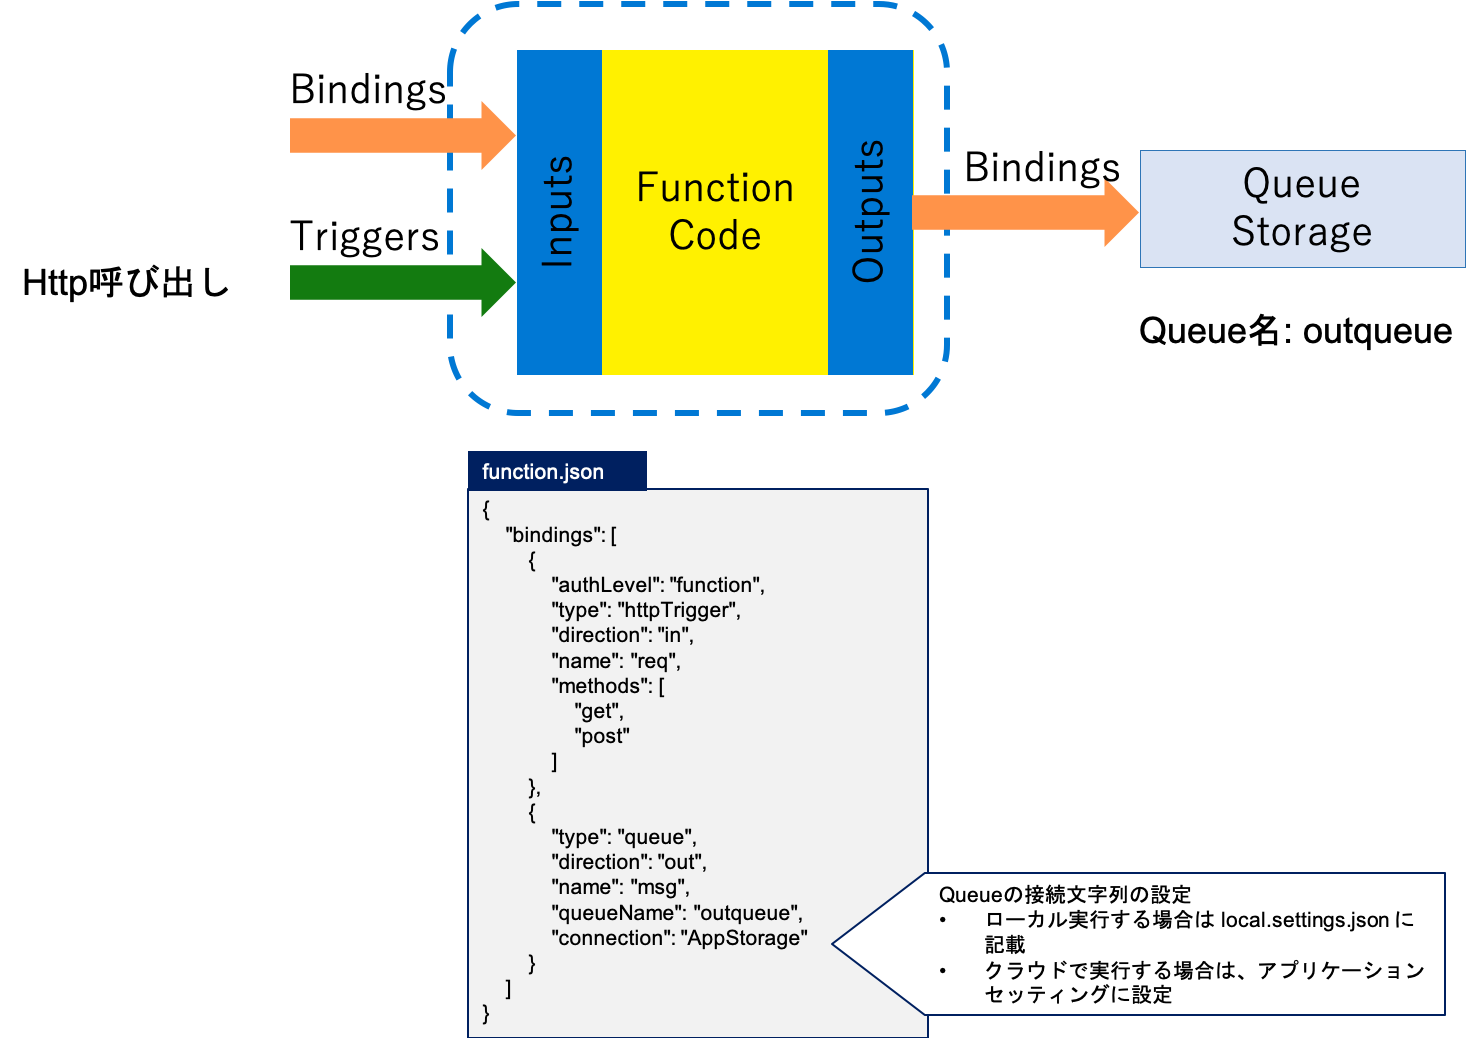 Bindings
Triggers
Http呼び出し
Inputs
Function
Code
Outputs
Bindings
Queue
Storage
Queue名: outqueue
function.json
{
"bindings": [
{
"authLevel": "function",
"type": "httpTrigger",
"direction": "in",
"name": "req",
"methods": [
"get",
"post"
]
},
{
"type": "queue",
"direction": "out",
"name": "msg",
"queueName": "outqueue",
"connection": "AppStorage"
}
]
}
Queueの接続文字列の設定
• ローカル実行する場合は local.settings.json に
記載
• クラウドで実行する場合は、アプリケーション
セッティングに設定